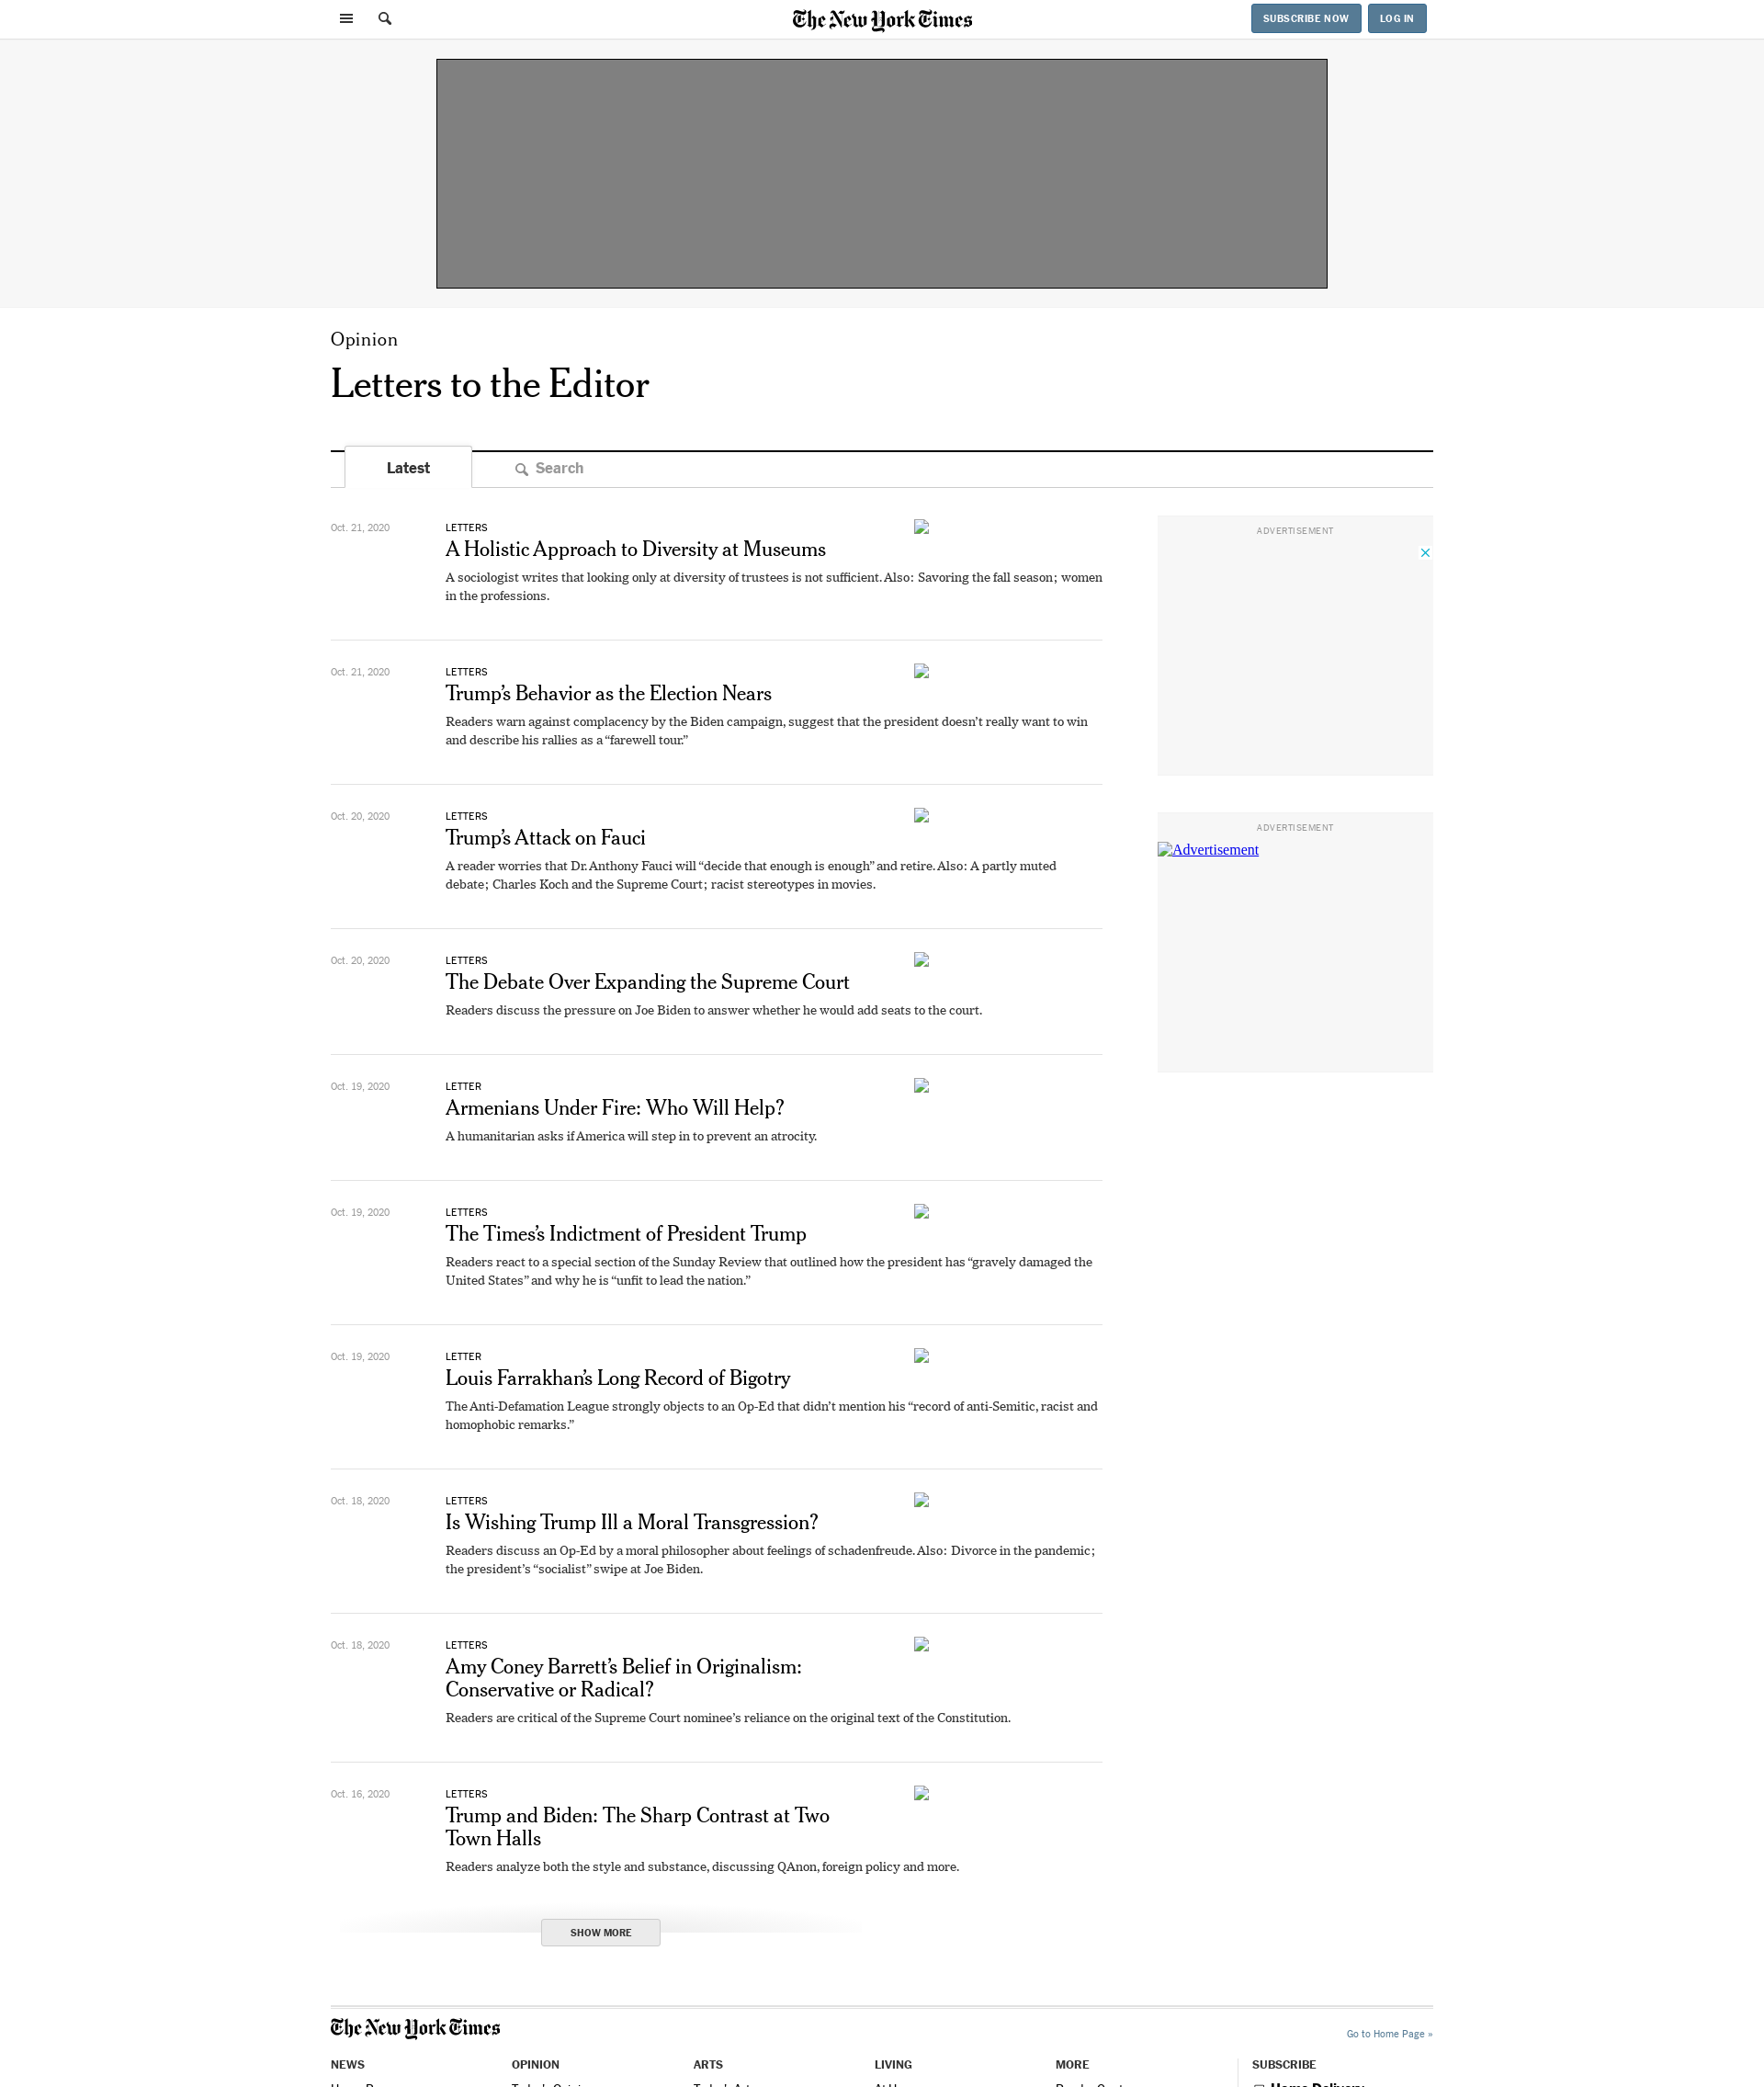 The New York Times
SUBSCRIBE NOW
LOG IN
Opinion
Letters to the Editor
Latest
Search
Oct. 21, 2020
LETTERS
A Holistic Approach to Diversity at Museums
A sociologist writes that looking only at diversity of trustees is not sufficient. Also: Savoring the fall season; women
in the professions.
Oct. 21, 2020
LETTERS
Trump’s Behavior as the Election Nears
Readers warn against complacency by the Biden campaign, suggest that the president doesn’t really want to win
and describe his rallies as a “farewell tour.”
Oct. 20, 2020
LETTERS
Trump’s Attack on Fauci
A reader worries that Dr. Anthony Fauci will “decide that enough is enough” and retire. Also: A partly muted
debate; Charles Koch and the Supreme Court; racist stereotypes in movies.
Oct. 20, 2020
LETTERS
The Debate Over Expanding the Supreme Court
Readers discuss the pressure on Joe Biden to answer whether he would add seats to the court.
Oct. 19, 2020
LETTER
Armenians Under Fire: Who Will Help?
A humanitarian asks if America will step in to prevent an atrocity.
Oct. 19, 2020
LETTERS
The Times’s Indictment of President Trump
Readers react to a special section of the Sunday Review that outlined how the president has “gravely damaged the
United States” and why he is “unfit to lead the nation.”
Oct. 19, 2020
LETTER
Louis Farrakhan’s Long Record of Bigotry
The Anti-Defamation League strongly objects to an Op-Ed that didn’t mention his “record of anti-Semitic, racist and
homophobic remarks.”
Oct. 18, 2020
LETTERS
Is Wishing Trump Ill a Moral Transgression?
Readers discuss an Op-Ed by a moral philosopher about feelings of schadenfreude. Also: Divorce in the pandemic;
the president’s “socialist” swipe at Joe Biden.
Oct. 18, 2020
LETTERS
Amy Coney Barrett’s Belief in Originalism:
Conservative or Radical?
Readers are critical of the Supreme Court nominee’s reliance on the original text of the Constitution.
Oct. 16, 2020
LETTERS
Trump and Biden: The Sharp Contrast at Two
Town Halls
Readers analyze both the style and substance, discussing QAnon, foreign policy and more.
SHOW MORE
ADVERTISEMENT
ADVERTISEMENT
Advertisement
The New York Times
Go to Home Page »
NEWS
OPINION
ARTS
LIVING
MORE
SUBSCRIBE
Home Delivery